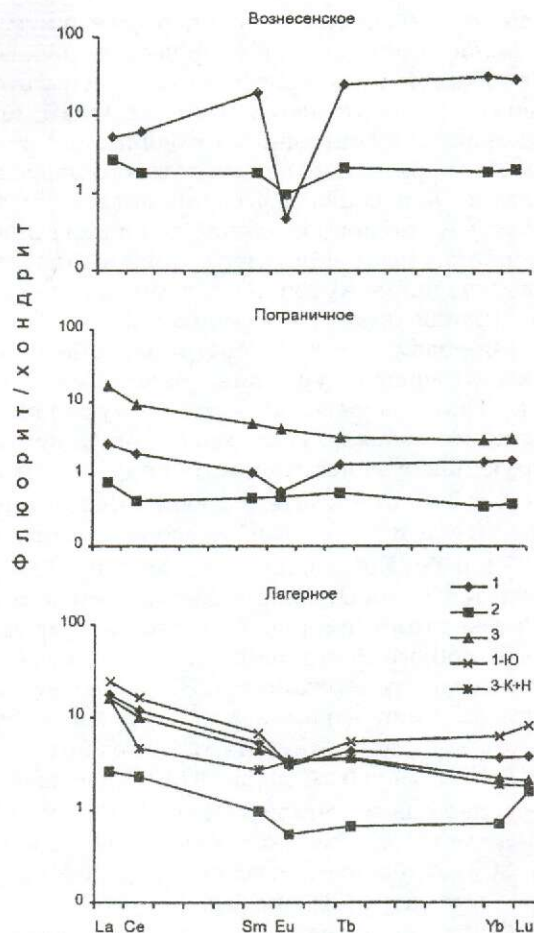 Вознесенское
100
10
1
0
Пограничное
100
10
1
0
Лагерное
100
10
1
0
Флюорит/хондрит
1
2
3
1-Ю
3-К+Н
La Ce Sm Eu Tb Yb Lu